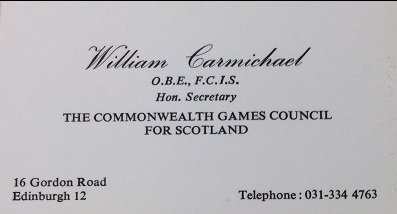 William Carmichael
O.B.E., F.C.I.S.
Hon. Secretary
THE COMMONWEALTH GAMES COUNCIL
FOR SCOTLAND
16 Gordon Road
Edinburgh 12
Telephone: 031-334 4763